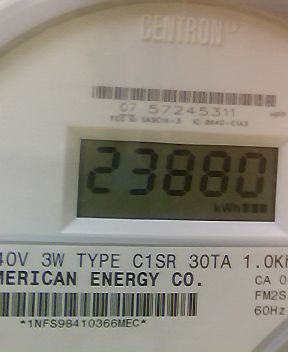 CENTRON
07 57245311
23880
kWh
40V 3W TYPE C1SR 30TA 1.0K
MERICAN ENERGY CO.
CA 0
FM2S
60Hz
*1NFS98410366MEC*